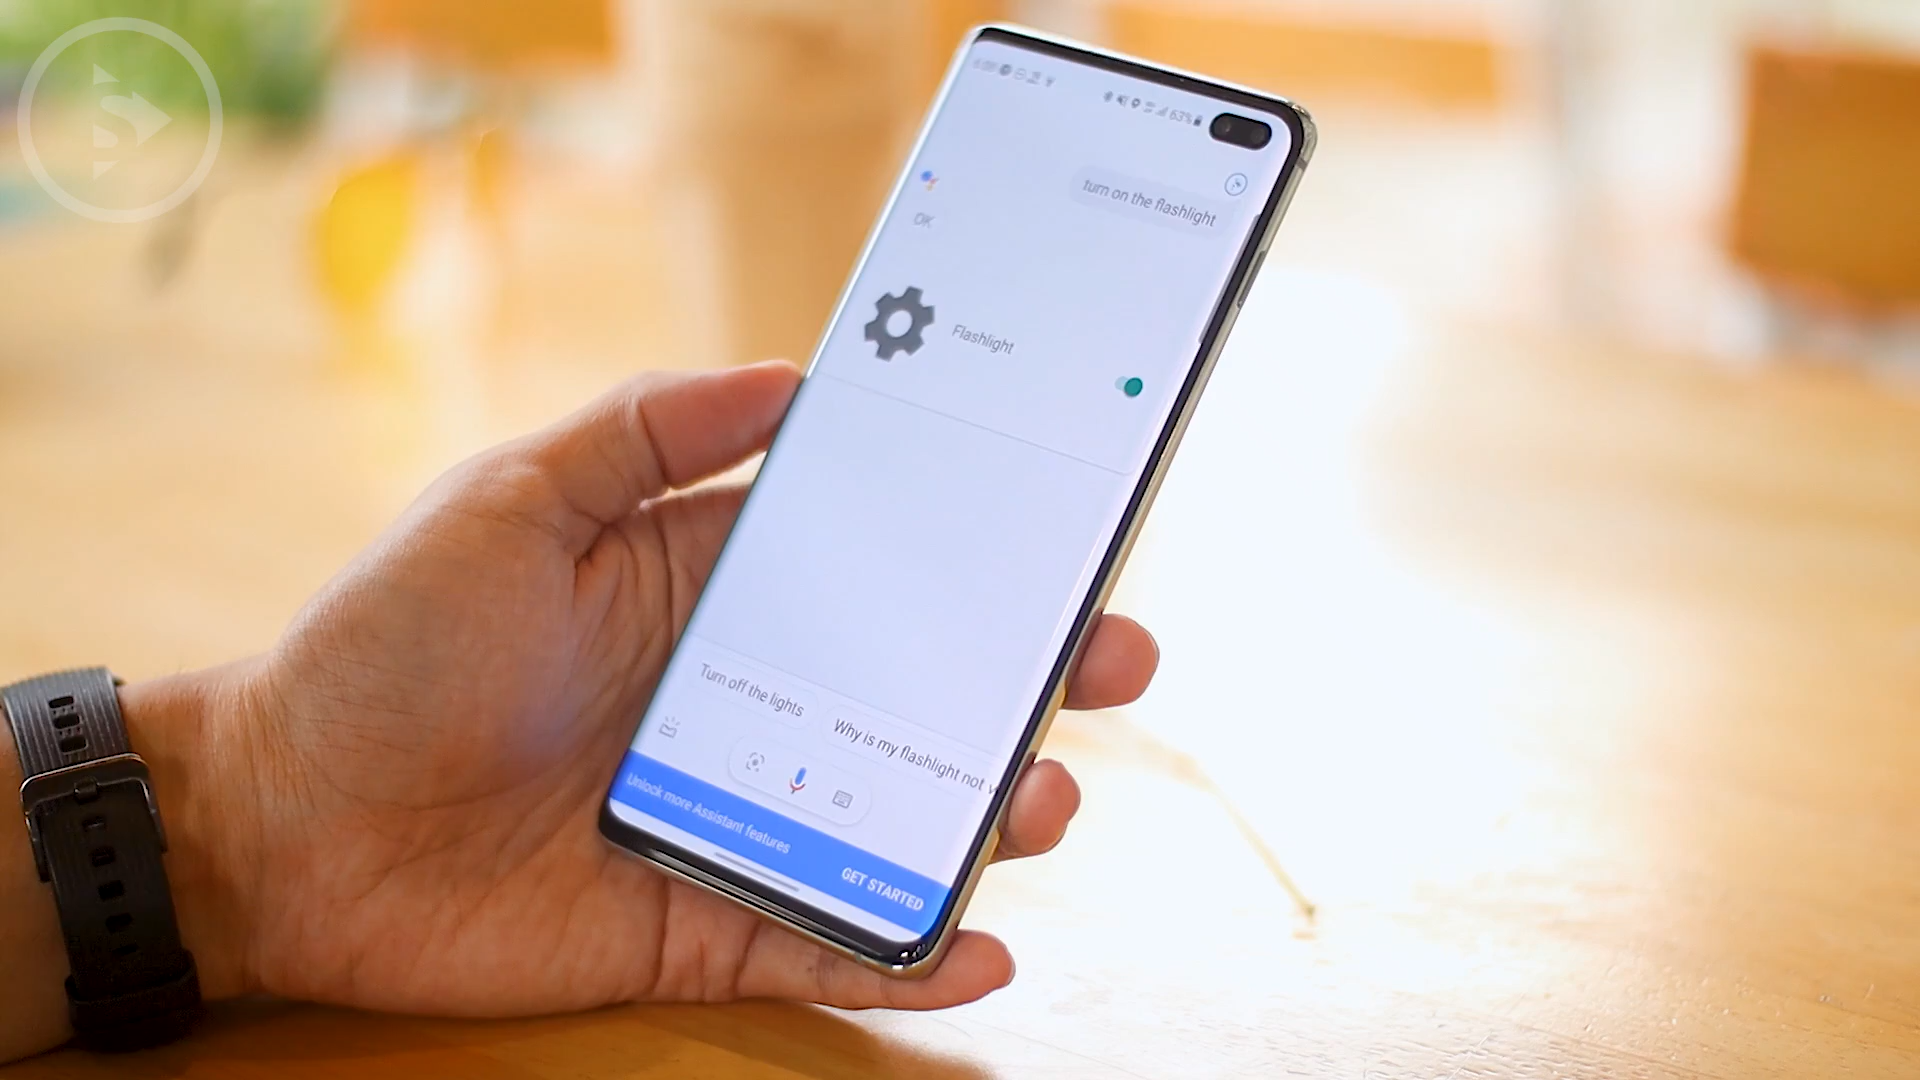 63%
turn on the flashlight
OK
Flashlight
Turn off the lights
Why is my flashlight not
Unlock more Assistant features
GET STARTED